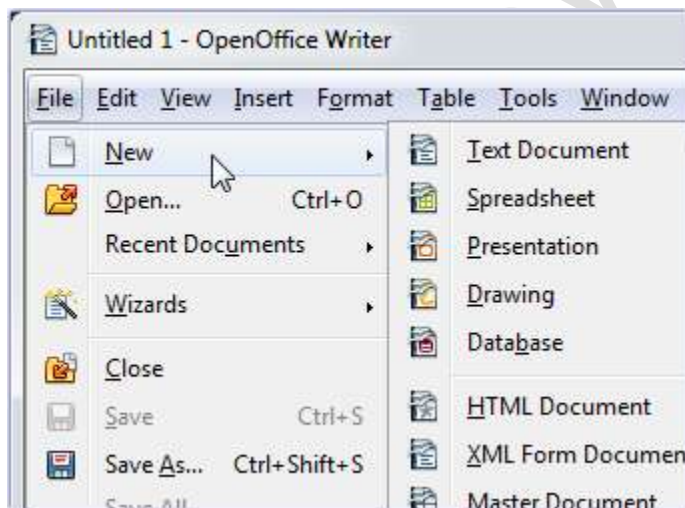 Untitled 1 - OpenOffice Writer
File Edit View Insert Format Table Tools Window
New
Open... Ctrl+O
Recent Documents
Wizards
Close
Save Ctrl+S
Save As... Ctrl+Shift+S
Save All
Text Document
Spreadsheet
Presentation
Drawing
Database
HTML Document
XML Form Documen
Master Document